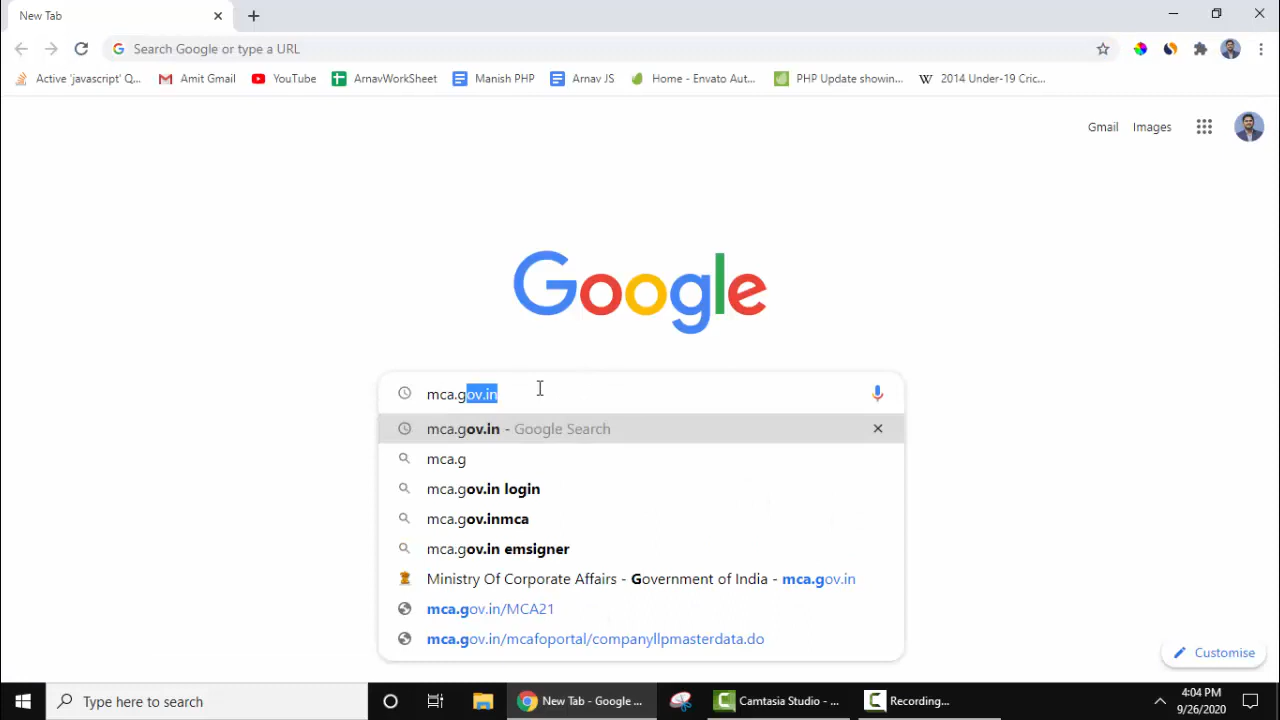 New Tab
Search Google or type a URL
Active 'javascript' Q...
Amit Gmail
YouTube
ArnavWorkSheet
Manish PHP
Arnav JS
Home - Envato Aut...
PHP Update showin...
W
2014 Under-19 Cric...
Gmail
Images
Google
mca.gov.in
mca.gov.in - Google Search
mca.g
mca.gov.in login
mca.gov.inmca
mca.gov.in emsigner
Ministry Of Corporate Affairs - Government of India - mca.gov.in
mca.gov.in/MCA21
mca.gov.in/mcafoportal/companyllpmasterdata.do
Customise
Type here to search
New Tab - Google ...
Camtasia Studio - ...
Recording...
4:04 PM
9/26/2020